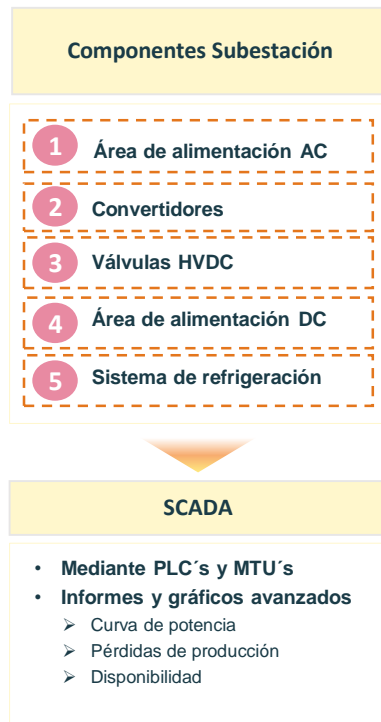 Componentes Subestación
1 Área de alimentación AC
2 Convertidores
3 Válvulas HVDC
4 Área de alimentación DC
5 Sistema de refrigeración
SCADA
• Mediante PLC´s y MTU´s
• Informes y gráficos avanzados
➢ Curva de potencia
➢ Pérdidas de producción
➢ Disponibilidad